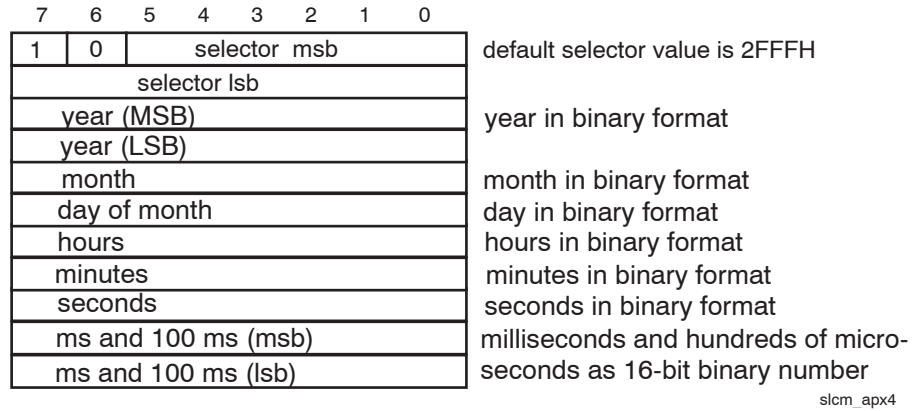 7 6 5 4 3 2 1 0
1 0 selector msb default selector value is 2FFFH
selector lsb
year (MSB) year in binary format
year (LSB)
month month in binary format
day of month day in binary format
hours hours in binary format
minutes minutes in binary format
seconds seconds in binary format
ms and 100 ms (msb) milliseconds and hundreds of micro-
ms and 100 ms (lsb) seconds as 16-bit binary number
slcm_apx4